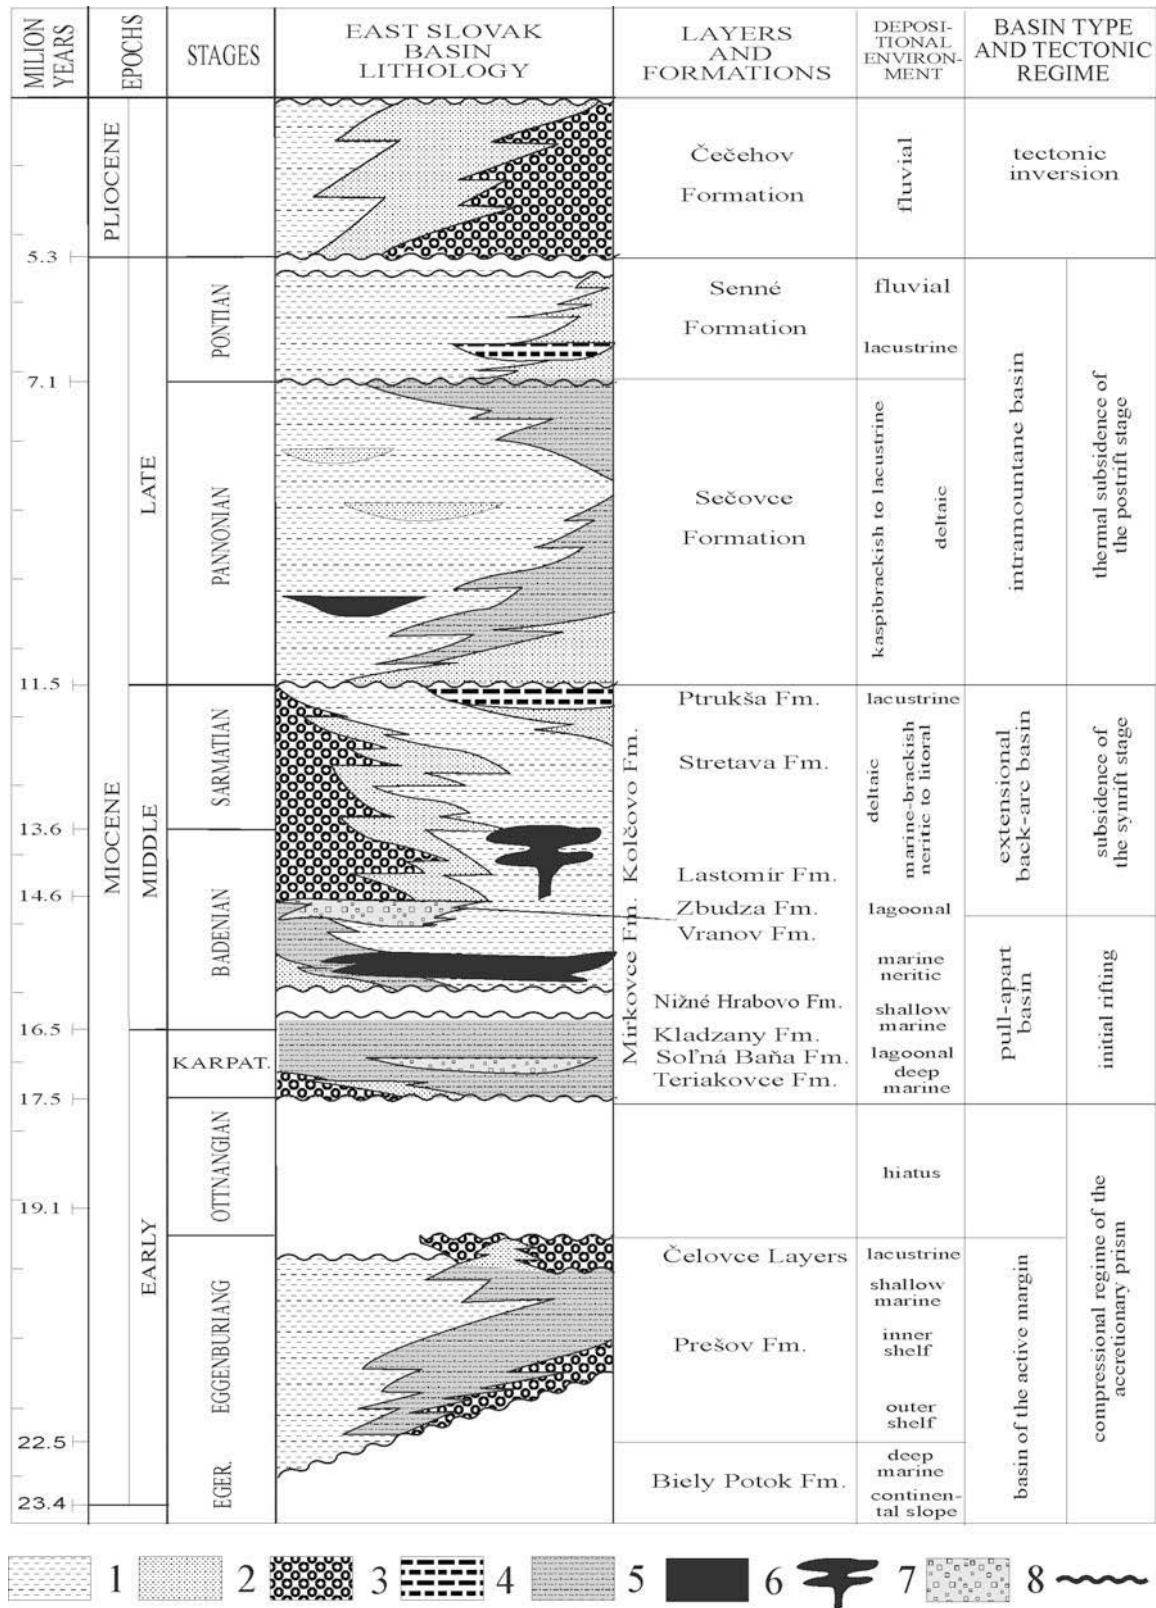 MILION
YEARS
EPOCHS
STAGES
EAST SLOVAK
BASIN
LITHOLOGY
LAYERS
AND
FORMATIONS
DEPOSI-
TIONAL
ENVIRON-
MENT
BASIN TYPE
AND TECTONIC
REGIME
PLIOCENE
Čečehov
Formation
fluvial
tectonic
inversion
5.3
MIOCENE
LATE
PONTIAN
Senné
Formation
fluvial
lacustrine
7.1
PANNONIAN
Sečovce
Formation
kaspibrackish to lacustrine
deltaic
intramountane basin
thermal subsidence of
the postrift stage
11.5
MIDDLE
SARMATIAN
Kolčovo Fm.
Ptrukša Fm.
lacustrine
Stretava Fm.
deltaic
marine-brackish
neritic to litoral
extensional
back-arc basin
subsidence of
the synrift stage
13.6
Lastomír Fm.
14.6
BADENIAN
Mirkovce Fm.
Zbudza Fm.
lagoonal
Vranov Fm.
marine
neritic
pull-apart
basin
initial rifting
Nižné Hrabovo Fm.
shallow
marine
16.5
KARPAT.
Kladzany Fm.
Soľná Baňa Fm.
lagoonal
Teriakovce Fm.
deep
marine
17.5
EARLY
OTTNANGIAN
hiatus
compressional regime of the
accretionary prism
19.1
EGGENBURIANG
Čelovce Layers
lacustrine
shallow
marine
basin of the active margin
Prešov Fm.
inner
shelf
outer
shelf
22.5
EGER.
Biely Potok Fm.
deep
marine
continen-
tal slope
23.4
1 2 3 4 5 6 7 8